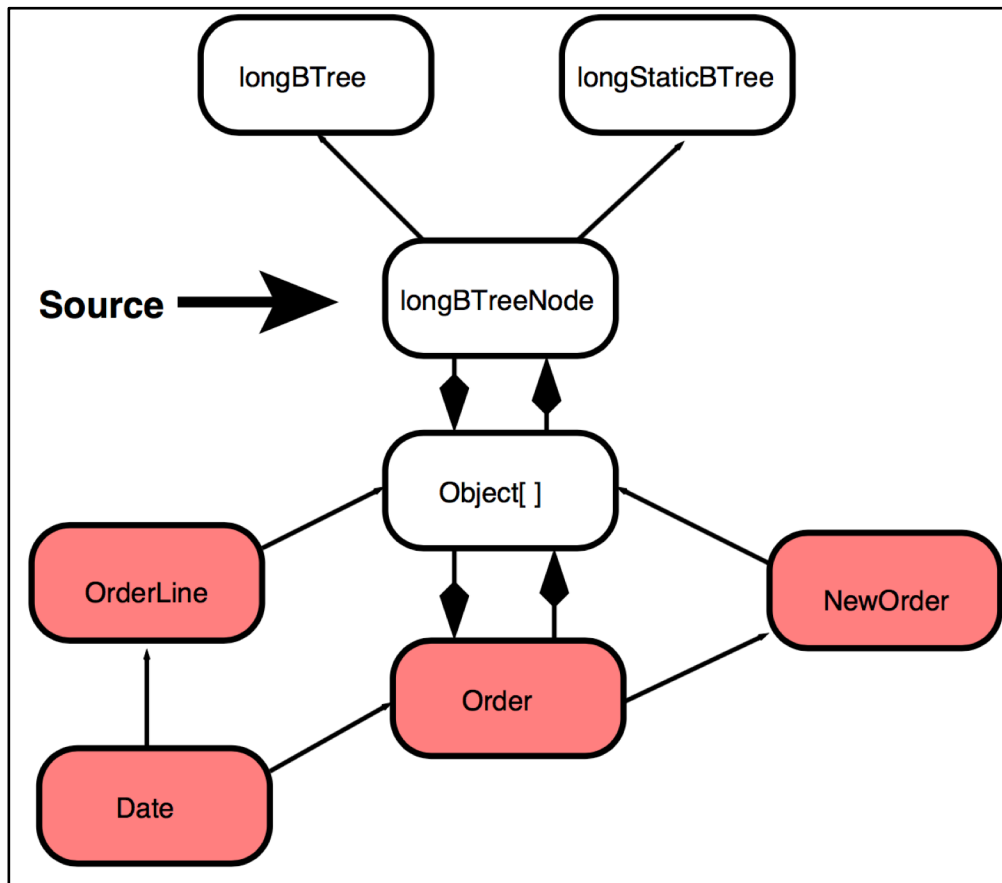 longBTree
longStaticBTree
Source
longBTreeNode
Object[ ]
OrderLine
NewOrder
Order
Date